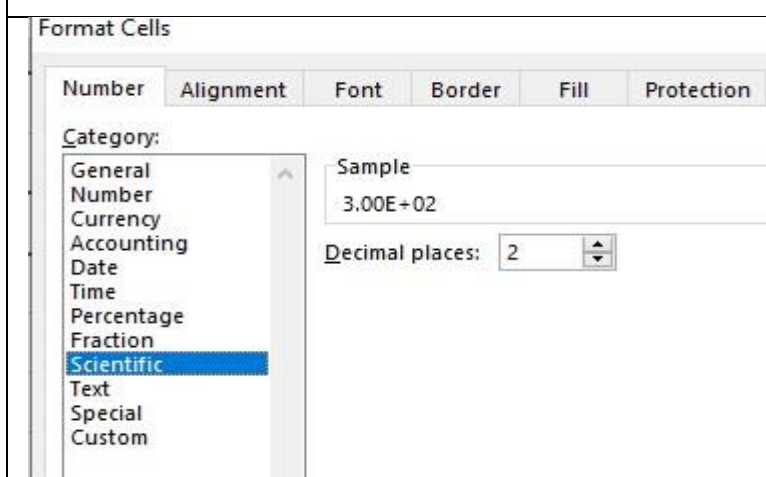 Format Cells
Number Alignment Font Border Fill Protection
Category:
General
Number
Currency
Accounting
Date
Time
Percentage
Fraction
Scientific
Text
Special
Custom
Sample
3.00E+02
Decimal places: 2